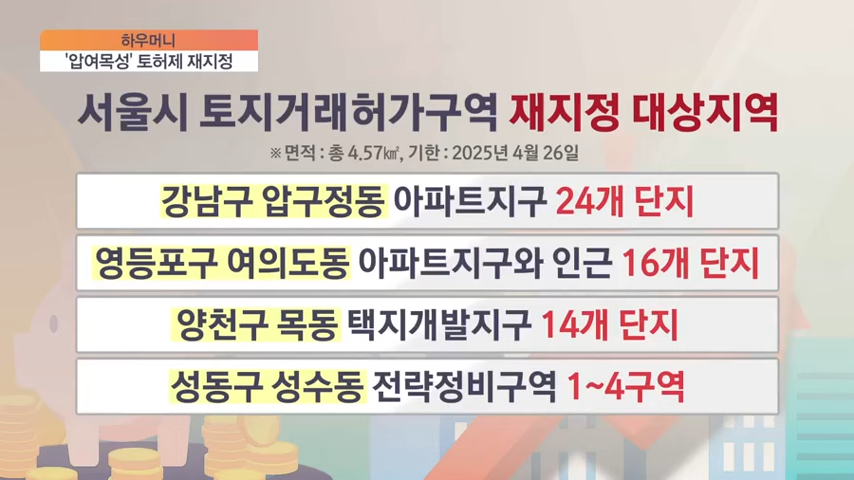 하우머니
'압여목성' 토허제 재지정
서울시 토지거래허가구역 재지정 대상지역
※ 면적 : 총 4.57㎢, 기한 : 2025년 4월 26일
강남구 압구정동 아파트지구 24개 단지
영등포구 여의도동 아파트지구와 인근 16개 단지
양천구 목동 택지개발지구 14개 단지
성동구 성수동 전략정비구역 1~4구역